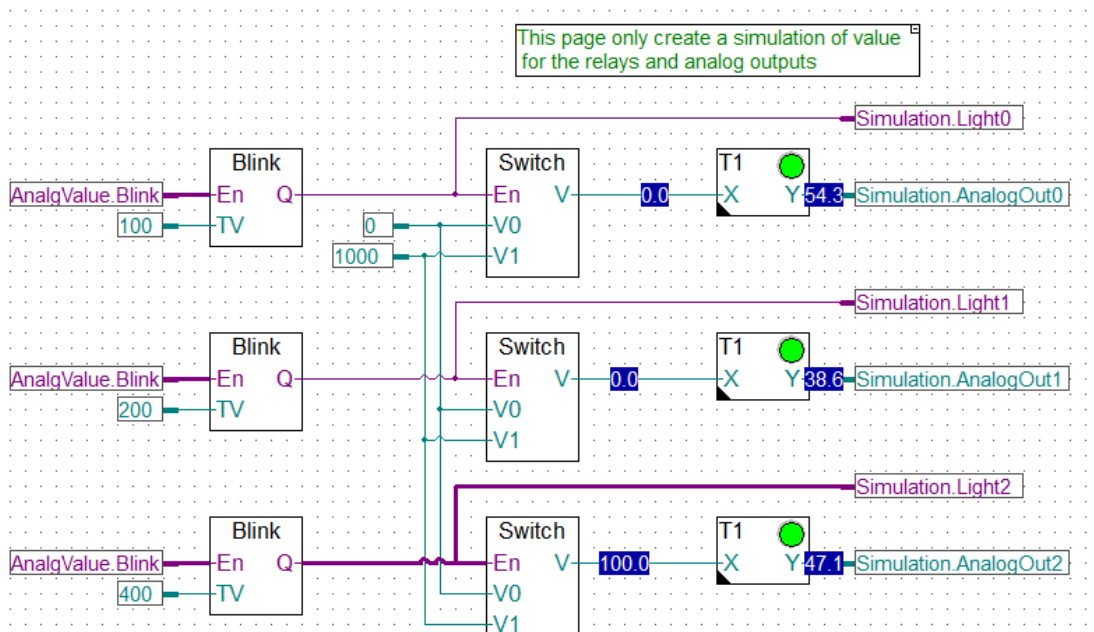 This page only create a simulation of value
for the relays and analog outputs
Simulation.Light0
Blink
Switch
T1
AnalgValue.Blink
En
Q
En
V
0.0
X
Y
54.3
Simulation.AnalogOut0
100
TV
0
V0
1000
V1
Simulation.Light1
Blink
Switch
T1
AnalgValue.Blink
En
Q
En
V
0.0
X
Y
38.6
Simulation.AnalogOut1
200
TV
V0
V1
Simulation.Light2
Blink
Switch
T1
AnalgValue.Blink
En
Q
En
V
100.0
X
Y
47.1
Simulation.AnalogOut2
400
TV
V0
V1